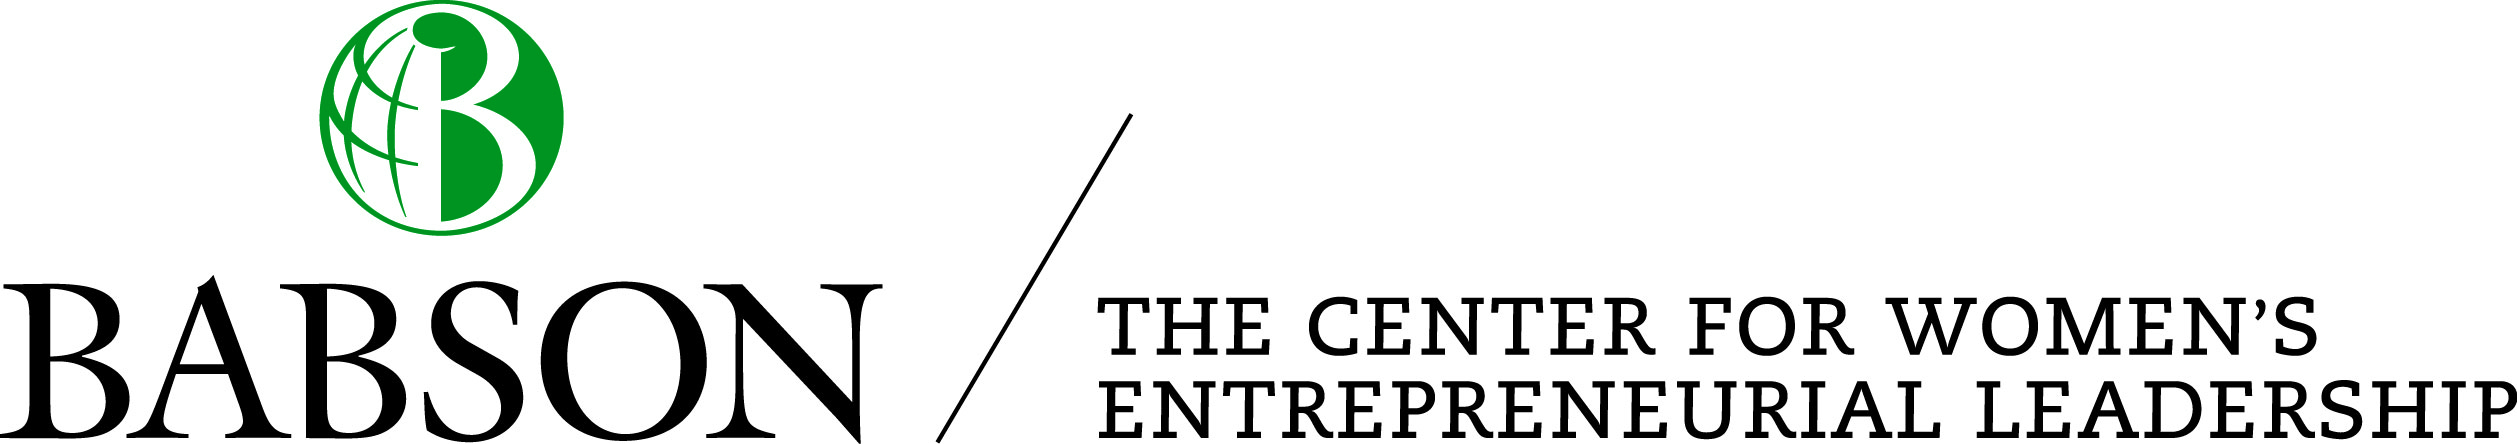 BABSON
THE CENTER FOR WOMEN'S
ENTREPRENEURIAL LEADERSHIP